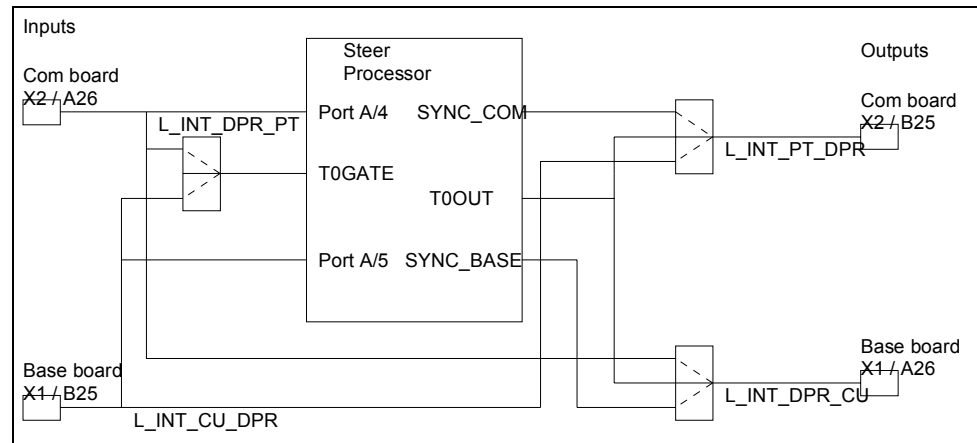 Inputs
Outputs
Steer
Processor
Com board
X2 / A26
Port A/4
SYNC_COM
Com board
X2 / B25
L_INT_DPR_PT
L_INT_PT_DPR
T0GATE
T0OUT
Port A/5
SYNC_BASE
Base board
X1 / B25
L_INT_CU_DPR
Base board
X1 / A26
L_INT_DPR_CU